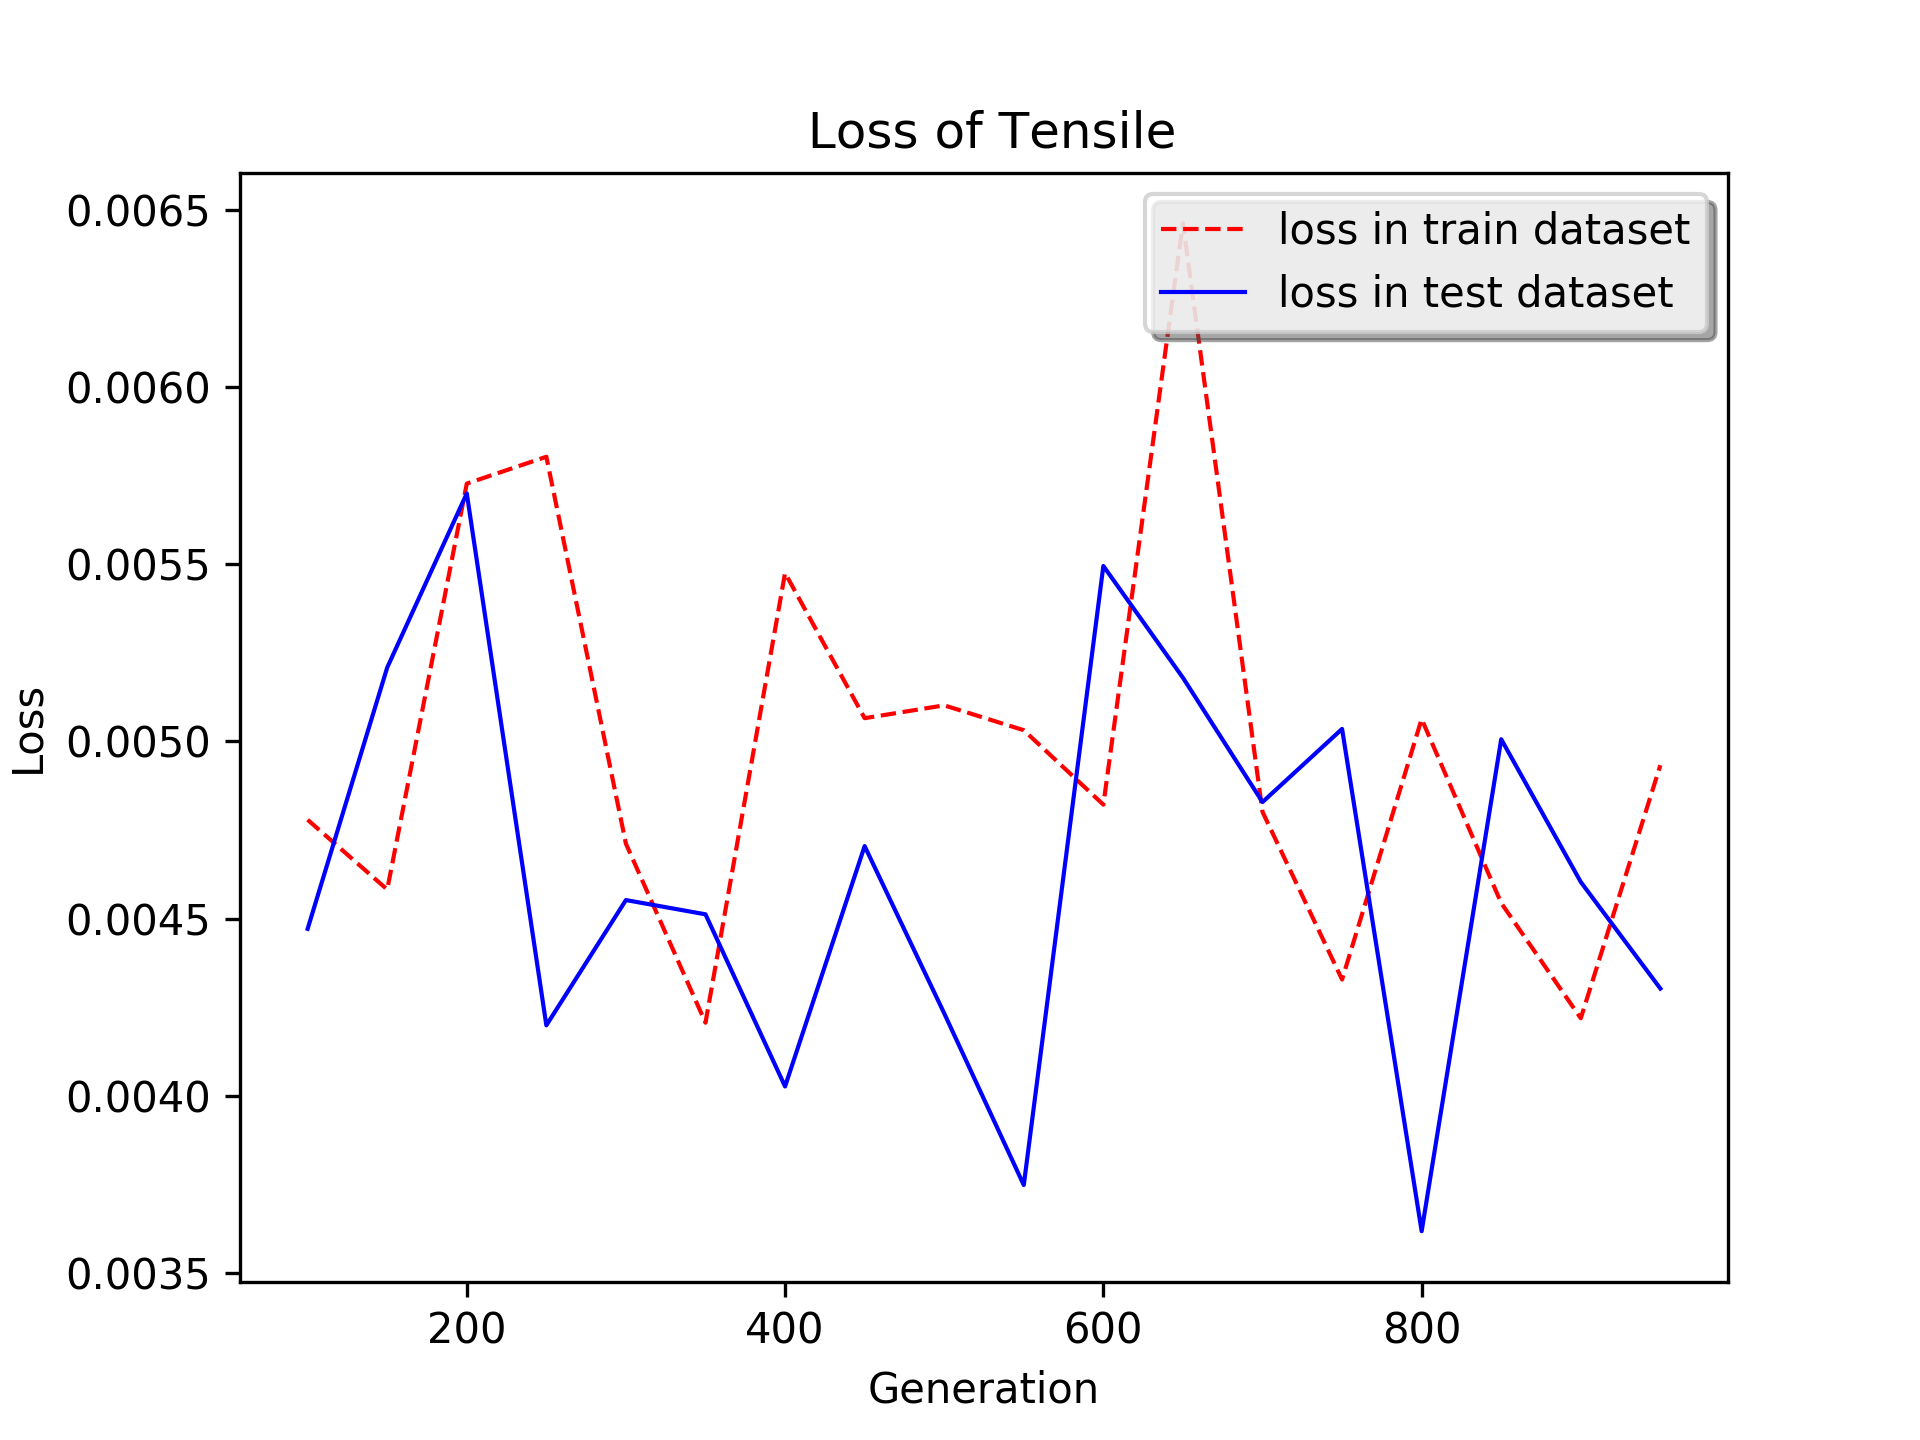 Loss of Tensile
loss in train dataset
loss in test dataset
0.0065
0.0060
0.0055
0.0050
0.0045
0.0040
0.0035
Loss
200 400 600 800
Generation